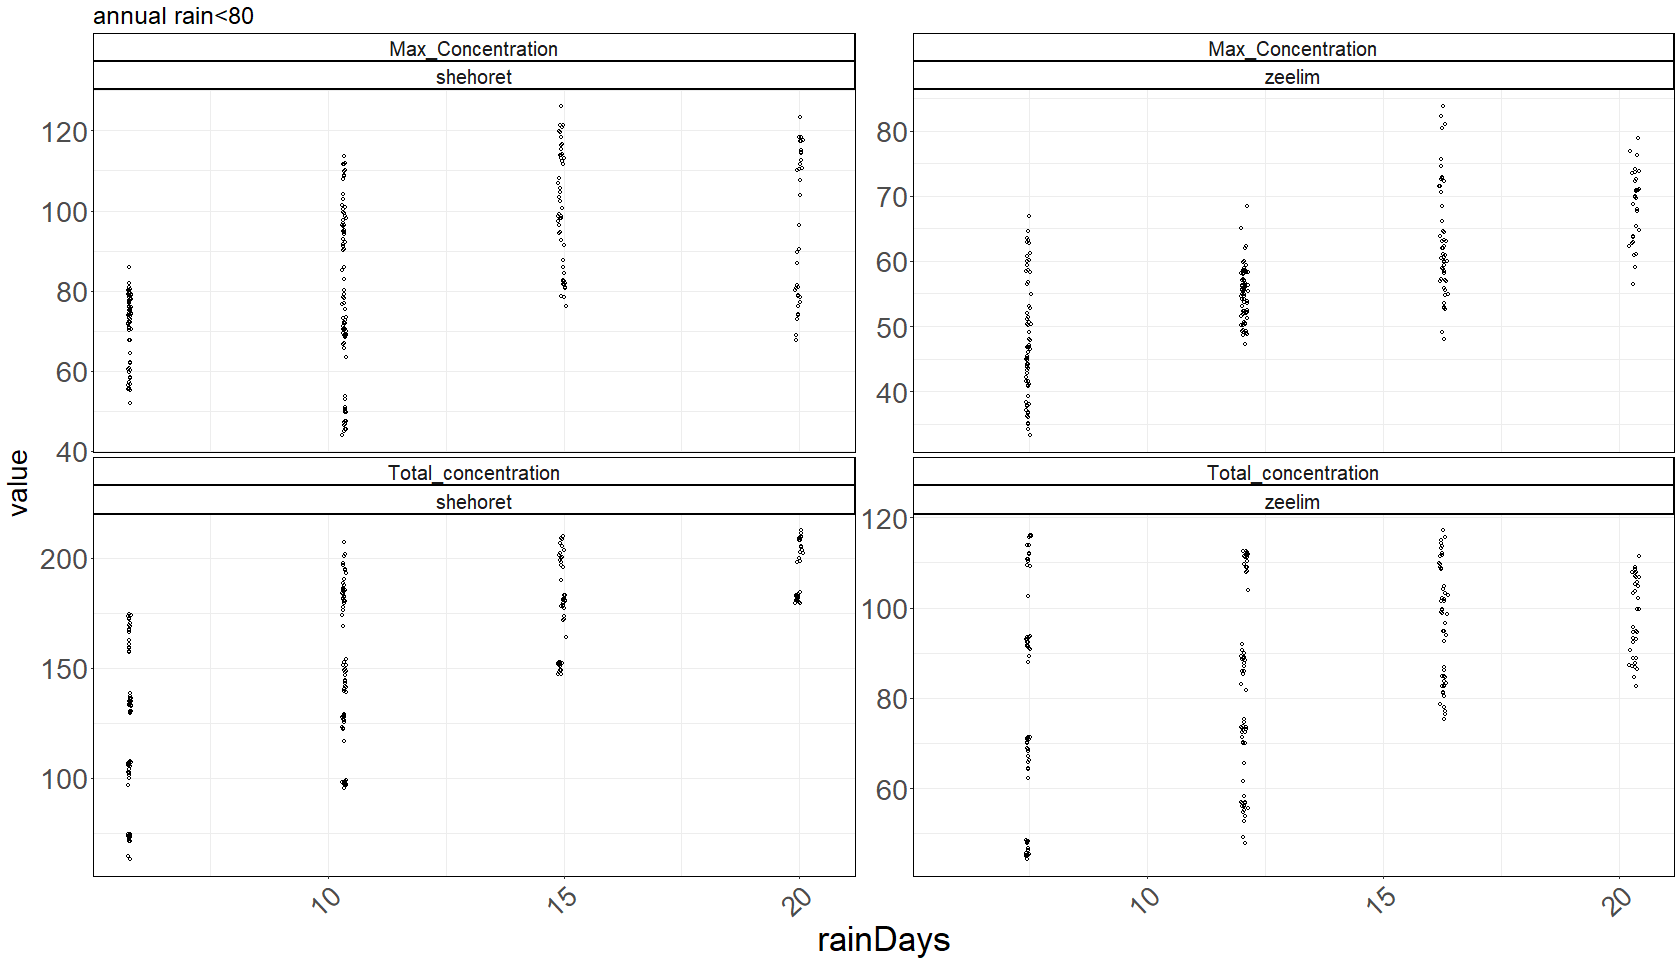 annual rain<80
Max_Concentration
shehoret
120
100
80
60
40
Max_Concentration
zeelim
80
70
60
50
40
value
Total_concentration
shehoret
200
150
100
Total_concentration
zeelim
120
100
80
60
10
15
20
10
15
20
rainDays